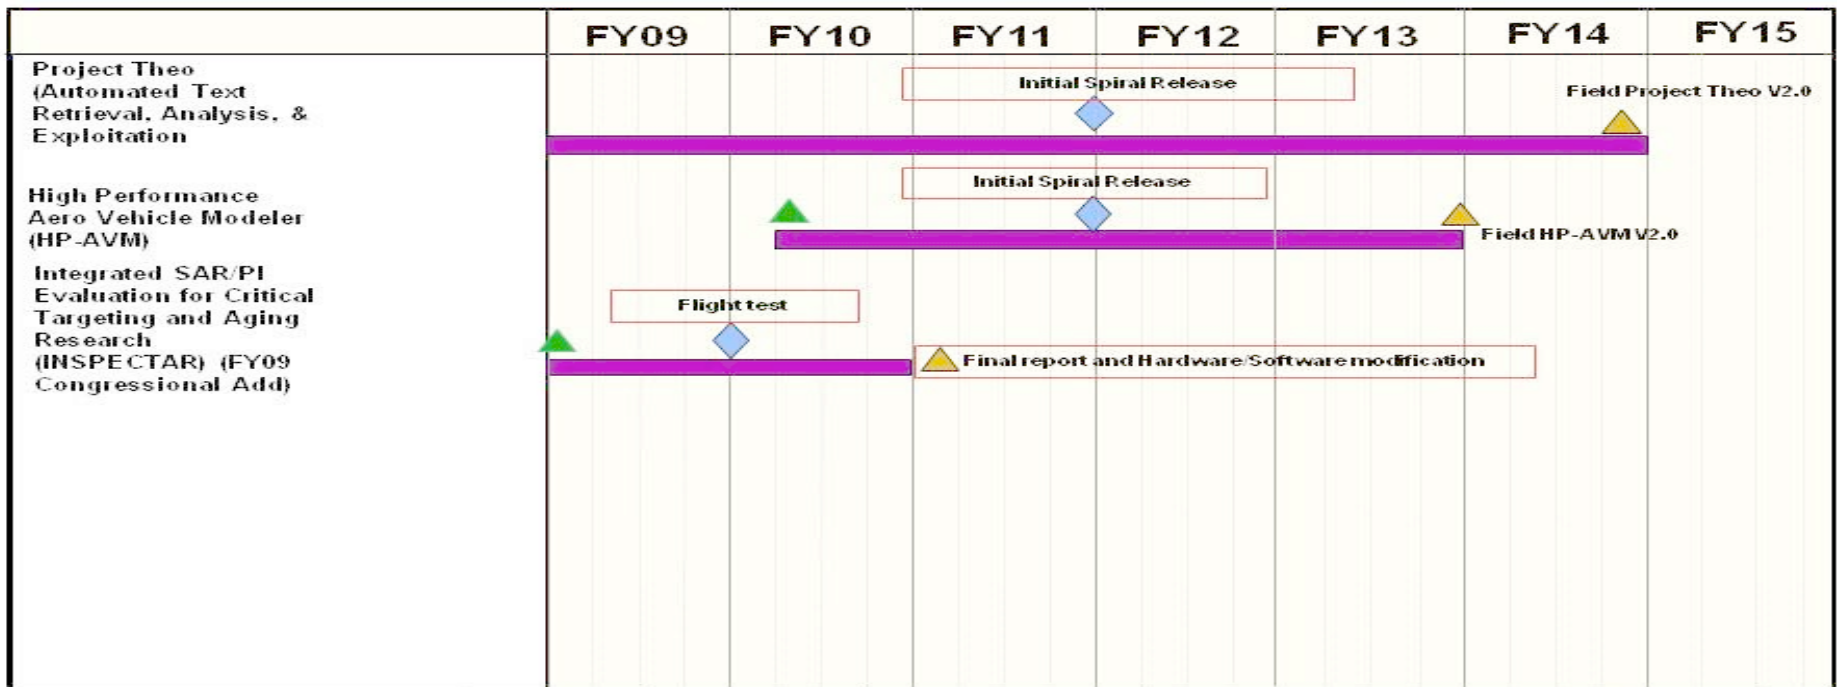 FY09 FY10 FY11 FY12 FY13 FY14 FY15
Project Theo
(Automated Text
Retrieval, Analysis, &
Exploitation
Initial Spiral Release
Field Project Theo V2.0
High Performance
Aero Vehicle Modeler
(HP-AVM)
Initial Spiral Release
Field HP-AVM V2.0
Integrated SAR/PI
Evaluation for Critical
Targeting and Aging
Research
(INSPECTAR) (FY09
Congressional Add)
Flight test
Final report and Hardware/Software modification